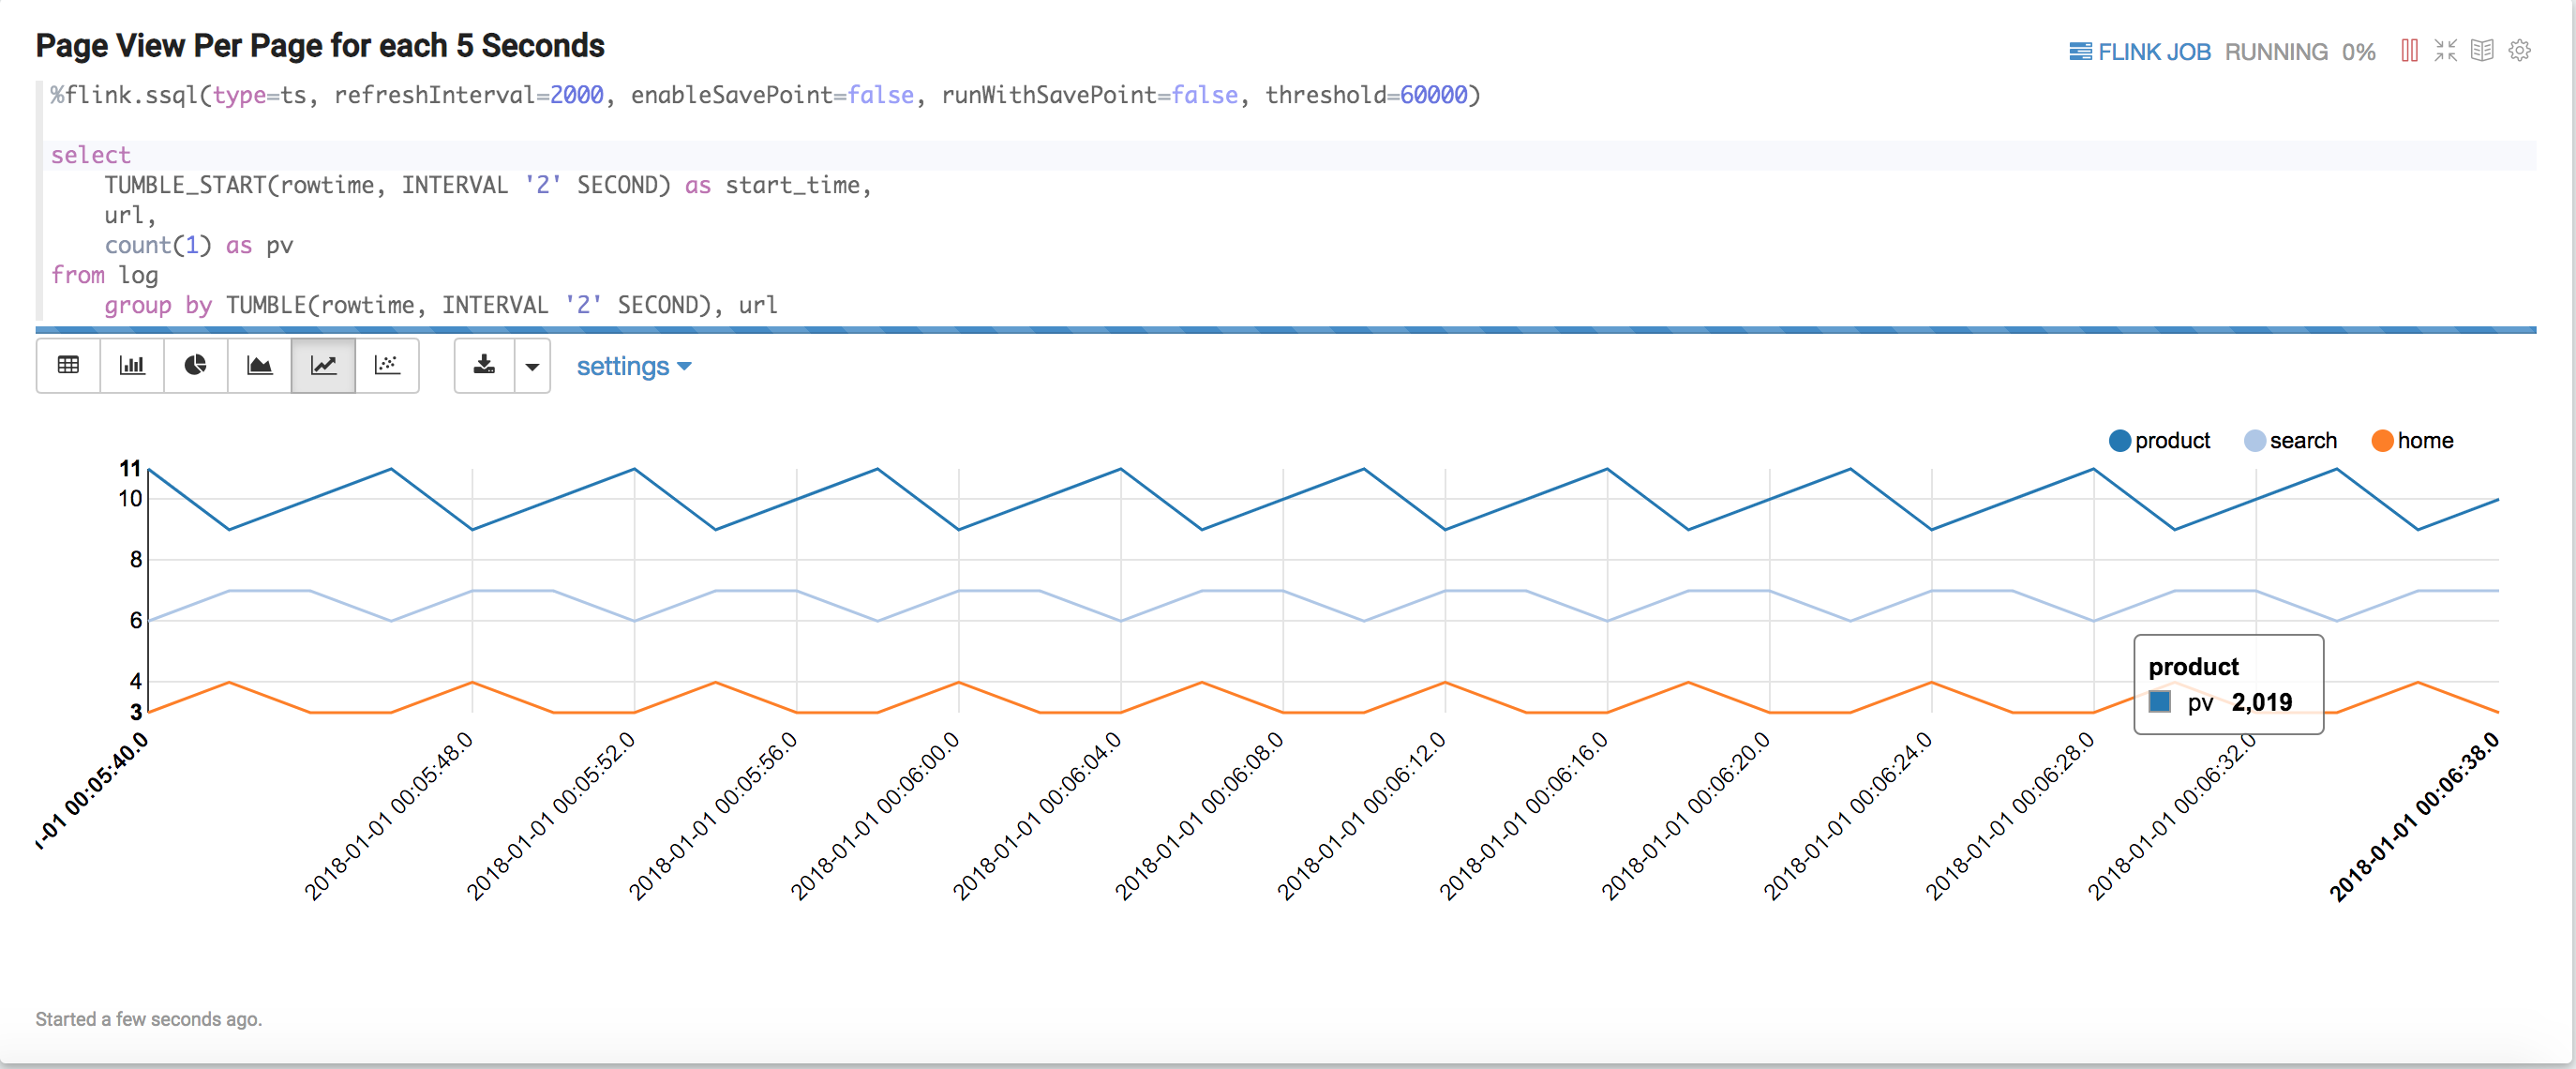 Page View Per Page for each 5 Seconds
FLINK JOB RUNNING 0%
%flink.ssql(type=ts, refreshInterval=2000, enableSavePoint=false, runWithSavePoint=false, threshold=60000)
select
TUMBLE_START(rowtime, INTERVAL '2' SECOND) as start_time,
url,
count(1) as pv
from log
group by TUMBLE(rowtime, INTERVAL '2' SECOND), url
settings
product search home
11
10
8
6
4
3
product
pv 2,019
-01 00:05:40.0
2018-01-01 00:05:48.0
2018-01-01 00:05:52.0
2018-01-01 00:05:56.0
2018-01-01 00:06:00.0
2018-01-01 00:06:04.0
2018-01-01 00:06:08.0
2018-01-01 00:06:12.0
2018-01-01 00:06:16.0
2018-01-01 00:06:20.0
2018-01-01 00:06:24.0
2018-01-01 00:06:28.0
2018-01-01 00:06:32.0
2018-01-01 00:06:38.0
Started a few seconds ago.